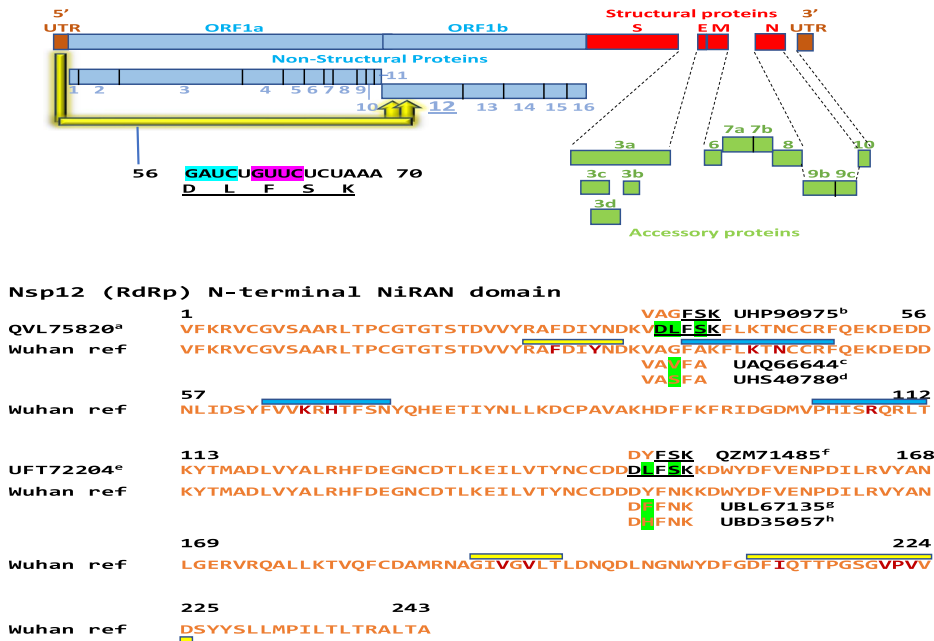 5’
3’
UTR ORF1a ORF1b Structural proteins UTR
S E M N
Non-Structural Proteins
11
1 2 3 4 5 6 7 8 9
10 12 13 14 15 16
7a 7b
3a 6 8 10
56 GAUCUGUUCUCUAAA 70
D L F S K
3c 3b 9b 9c
3d
Accessory proteins
Nsp12 (RdRp) N-terminal NiRAN domain
1 VAGFSK UHP90975b 56
QVL75820a VFKRVCGVSAARLTPCGTGTSTDVVYRAFDIYNDKVDLFSKFLKTNCCRFQEKDEDD
Wuhan ref VFKRVCGVSAARLTPCGTGTSTDVVYRAFDIYNDKVAGFAKFLKTNCCRFQEKDEDD
UAQ66644c
UHS40780d
57 112
Wuhan ref NLIDSYFVVKRHTFSNYQHEETIYNLLKDCPAVAKHDFFKFRIDGDMVPHISRQRLT
113 DYFSK QZM71485f 168
UFT72204e KYTMADLVYALRHFDEGNCDTLKEILVTYNCCDDDLFSKKDWYDFVENPDILRVYAN
Wuhan ref KYTMADLVYALRHFDEGNCDTLKEILVTYNCCDDDYFNKKDWYDFVENPDILRVYAN
UBL67135g
UBD35057h
169 224
Wuhan ref LGERVRQALLKTVQFCDAMRNAGIVGVLTLDNQDLNGNWYDFGDFIQTTPGSGVPVV
225 243
Wuhan ref DSYYSLLMPILTLTRALTA